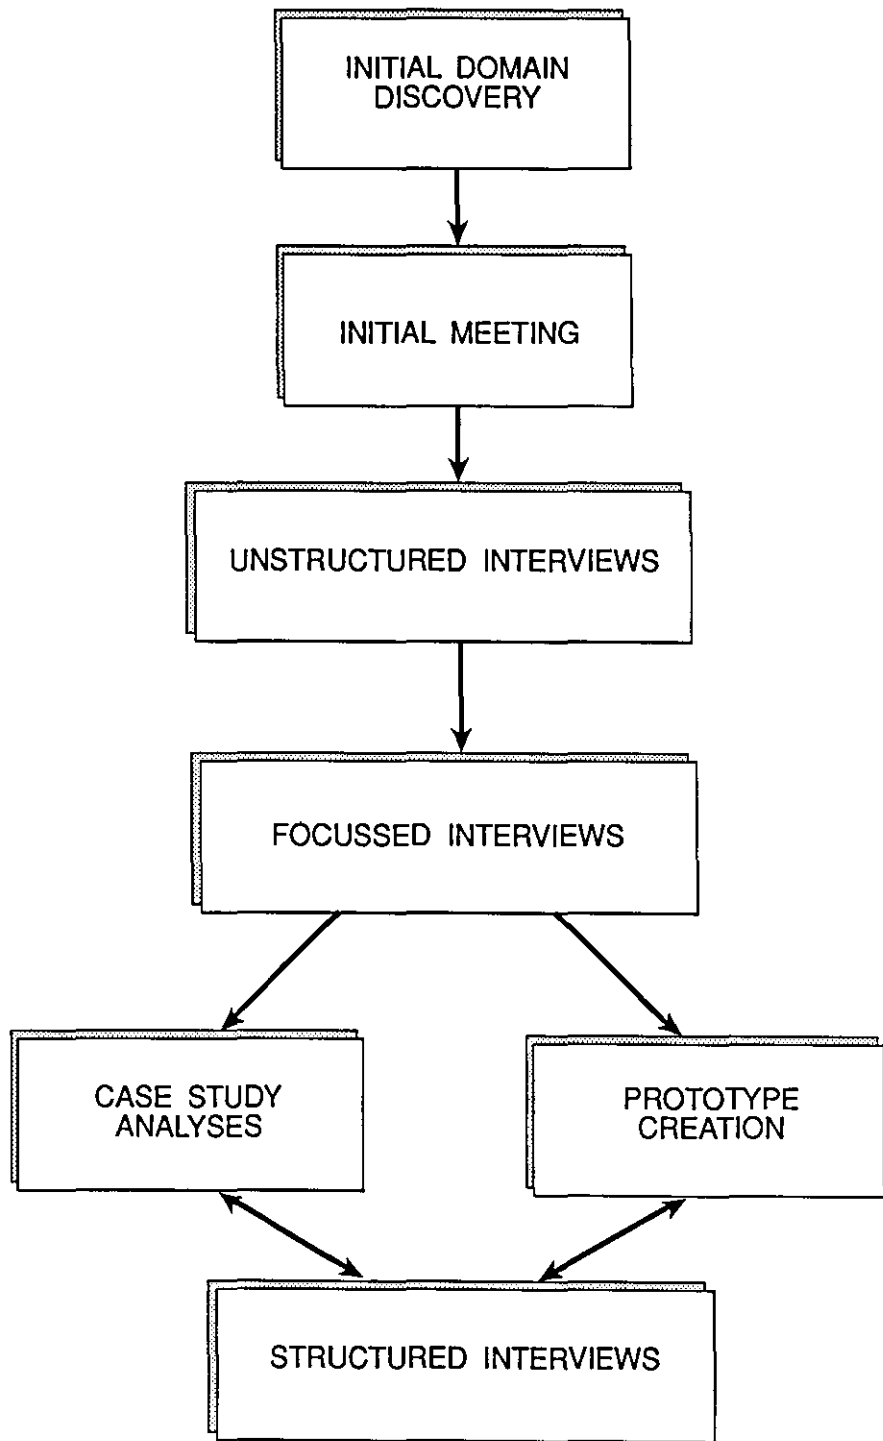 INITIAL DOMAIN
DISCOVERY
INITIAL MEETING
UNSTRUCTURED INTERVIEWS
FOCUSSED INTERVIEWS
CASE STUDY
ANALYSES
PROTOTYPE
CREATION
STRUCTURED INTERVIEWS